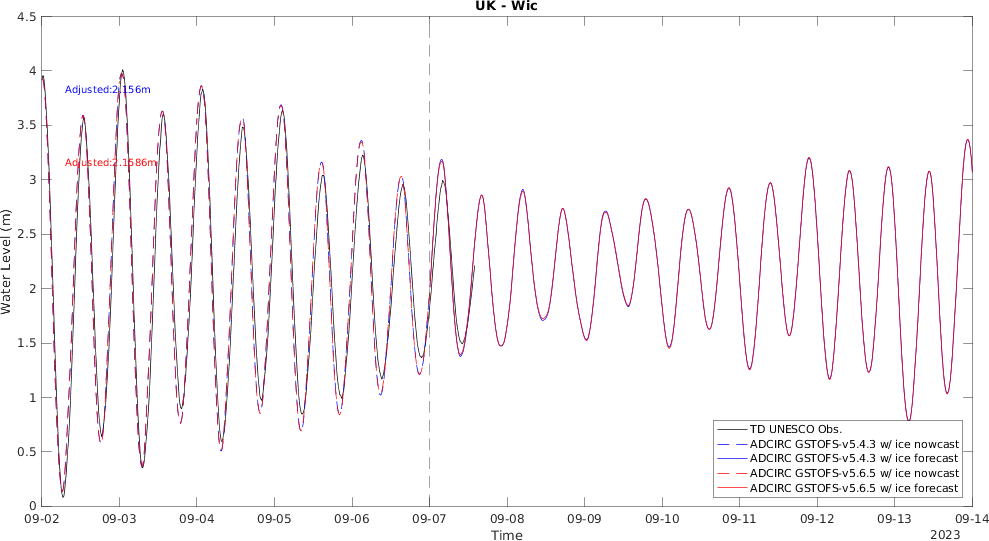 UK - Wic
4.5
4
3.5
3
2.5
2
1.5
1
0.5
0
Water Level (m)
Adjusted:2.156m
Adjusted:2.1586m
TD UNESCO Obs.
ADCIRC GSTOFS-v5.4.3 w/ ice nowcast
ADCIRC GSTOFS-v5.4.3 w/ ice forecast
ADCIRC GSTOFS-v5.6.5 w/ ice nowcast
ADCIRC GSTOFS-v5.6.5 w/ ice forecast
09-02 09-03 09-04 09-05 09-06 09-07 09-08 09-09 09-10 09-11 09-12 09-13 09-14
Time
2023